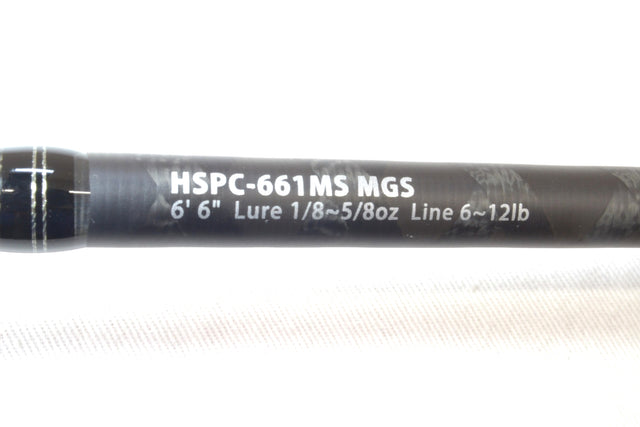 HSPC-661MS MGS
6' 6" Lure 1/8~5/8oz Line 6~12lb